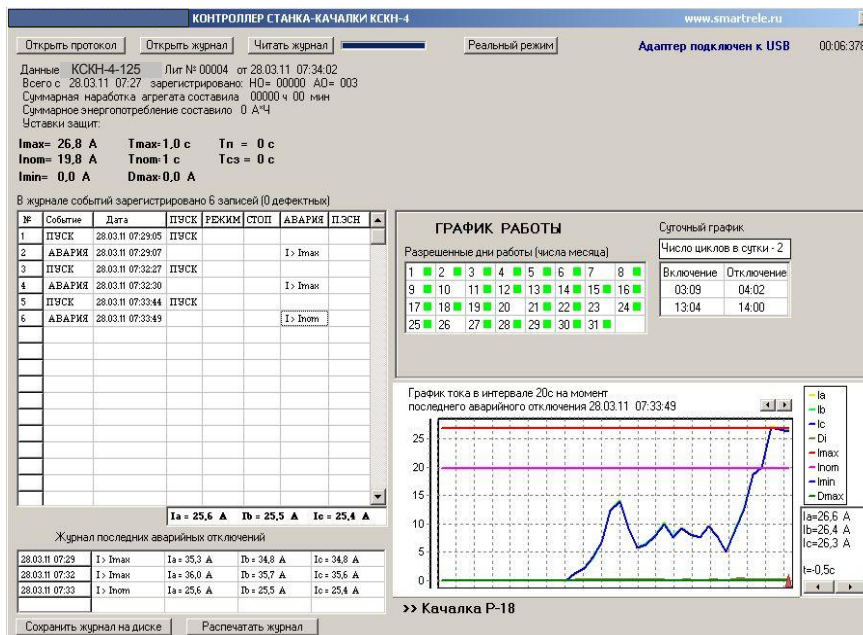 КОНТРОЛЛЕР СТАНКА-КАЧАЛКИ КСКН-4 www.smartrele.ru
Открыть протокол Открыть журнал Читать журнал Реальный режим Адаптер подключен к USB 00:06:378
Данные КСКН-4-125 Лит № 00004 от 28.03.11 07:34:02
Всего с 28.03.11 07:27 зарегистрировано: НО= 00000 АО= 003
Суммарная наработка агрегата составила 00000 ч 00 мин
Суммарное энергопотребление составило 0 А*Ч
Уставки защит:
Imax= 26,8 А Tmax=1,0 с Тп = 0 с
Inom= 19,8 А Tnom=1 с Тсз = 0 с
Imin= 0,0 А Dmax=0,0 А
В журнале событий зарегистрировано 6 записей (0 дефектных)
№ Событие Дата ПУСК РЕЖИМ СТОП АВАРИЯ П.ЭСН
1 ПУСК 28.03.11 07:29:05 ПУСК
2 АВАРИЯ 28.03.11 07:29:07 I> Imax
3 ПУСК 28.03.11 07:32:27 ПУСК
4 АВАРИЯ 28.03.11 07:32:30 I> Imax
5 ПУСК 28.03.11 07:33:44 ПУСК
6 АВАРИЯ 28.03.11 07:33:49 I> Inom
Ia = 25,6 А Ib = 25,5 А Ic = 25,4 А
Журнал последних аварийных отключений
28.03.11 07:29 I> Imax Ia = 35,3 А Ib = 34,8 А Ic = 34,8 А
28.03.11 07:32 I> Imax Ia = 36,0 А Ib = 35,7 А Ic = 35,6 А
28.03.11 07:33 I> Inom Ia = 25,6 А Ib = 25,5 А Ic = 25,4 А
Сохранить журнал на диске Распечатать журнал
ГРАФИК РАБОТЫ
Разрешенные дни работы (числа месяца)
1 2 3 4 5 6 7 8
9 10 11 12 13 14 15 16
17 18 19 20 21 22 23 24
25 26 27 28 29 30 31
Суточный график
Число циклов в сутки - 2
Включение Отключение
03:09 04:02
13:04 14:00
График тока в интервале 20с на момент
последнего аварийного отключения 28.03.11 07:33:49
25
20
15
10
5
0
Ia
Ib
Ic
Di
Imax
Inom
Imin
Dmax
Ia=26,6 А
Ib=26,4 А
Ic=26,3 А
t=-0,5c
>> Качалка Р-18